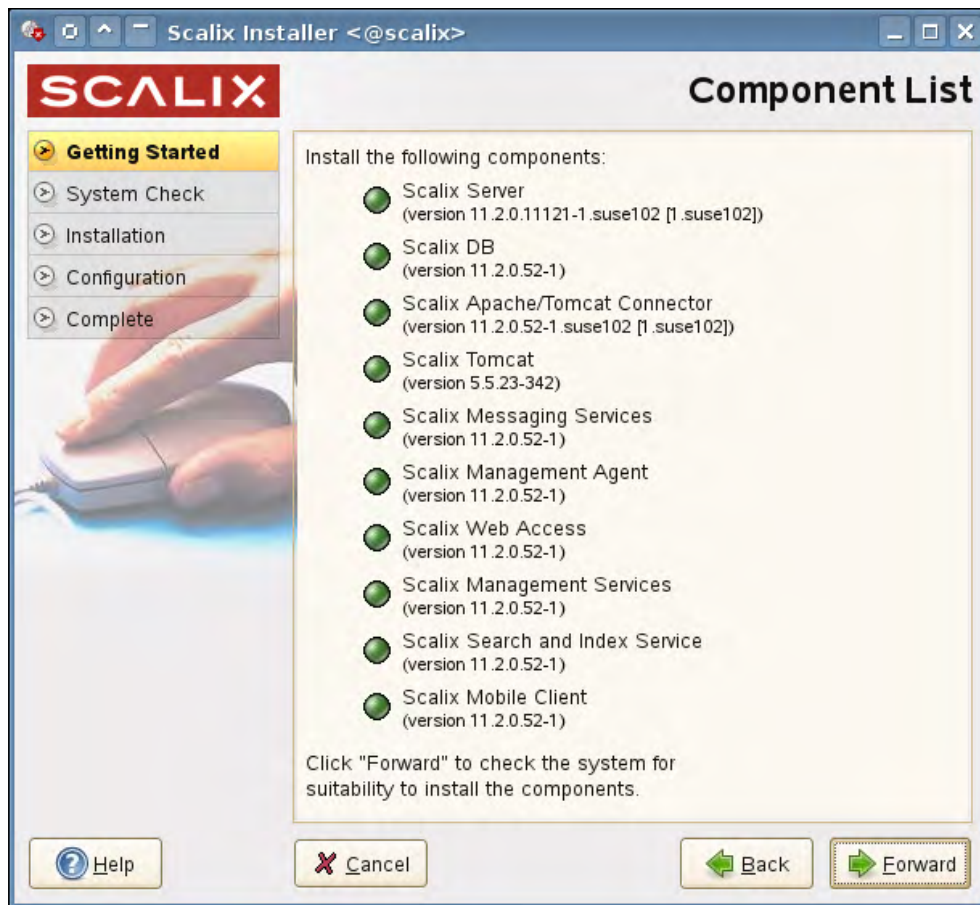 Scalix Installer <@scalix>
SCALIX
Component List
Getting Started
System Check
Installation
Configuration
Complete
Install the following components:
Scalix Server
(version 11.2.0.11121-1.suse102 [1.suse102])
Scalix DB
(version 11.2.0.52-1)
Scalix Apache/Tomcat Connector
(version 11.2.0.52-1.suse102 [1.suse102])
Scalix Tomcat
(version 5.5.23-342)
Scalix Messaging Services
(version 11.2.0.52-1)
Scalix Management Agent
(version 11.2.0.52-1)
Scalix Web Access
(version 11.2.0.52-1)
Scalix Management Services
(version 11.2.0.52-1)
Scalix Search and Index Service
(version 11.2.0.52-1)
Scalix Mobile Client
(version 11.2.0.52-1)
Click "Forward" to check the system for
suitability to install the components.
Help
Cancel
Back
Forward